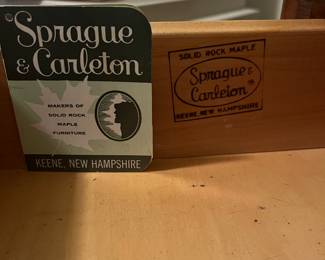 Sprague
& Carleton
MAKERS OF
SOLID ROCK
MAPLE
FURNITURE
KEENE, NEW HAMPSHIRE
SOLID ROCK MAPLE
Sprague &
Carleton
KEENE, NEW HAMPSHIRE